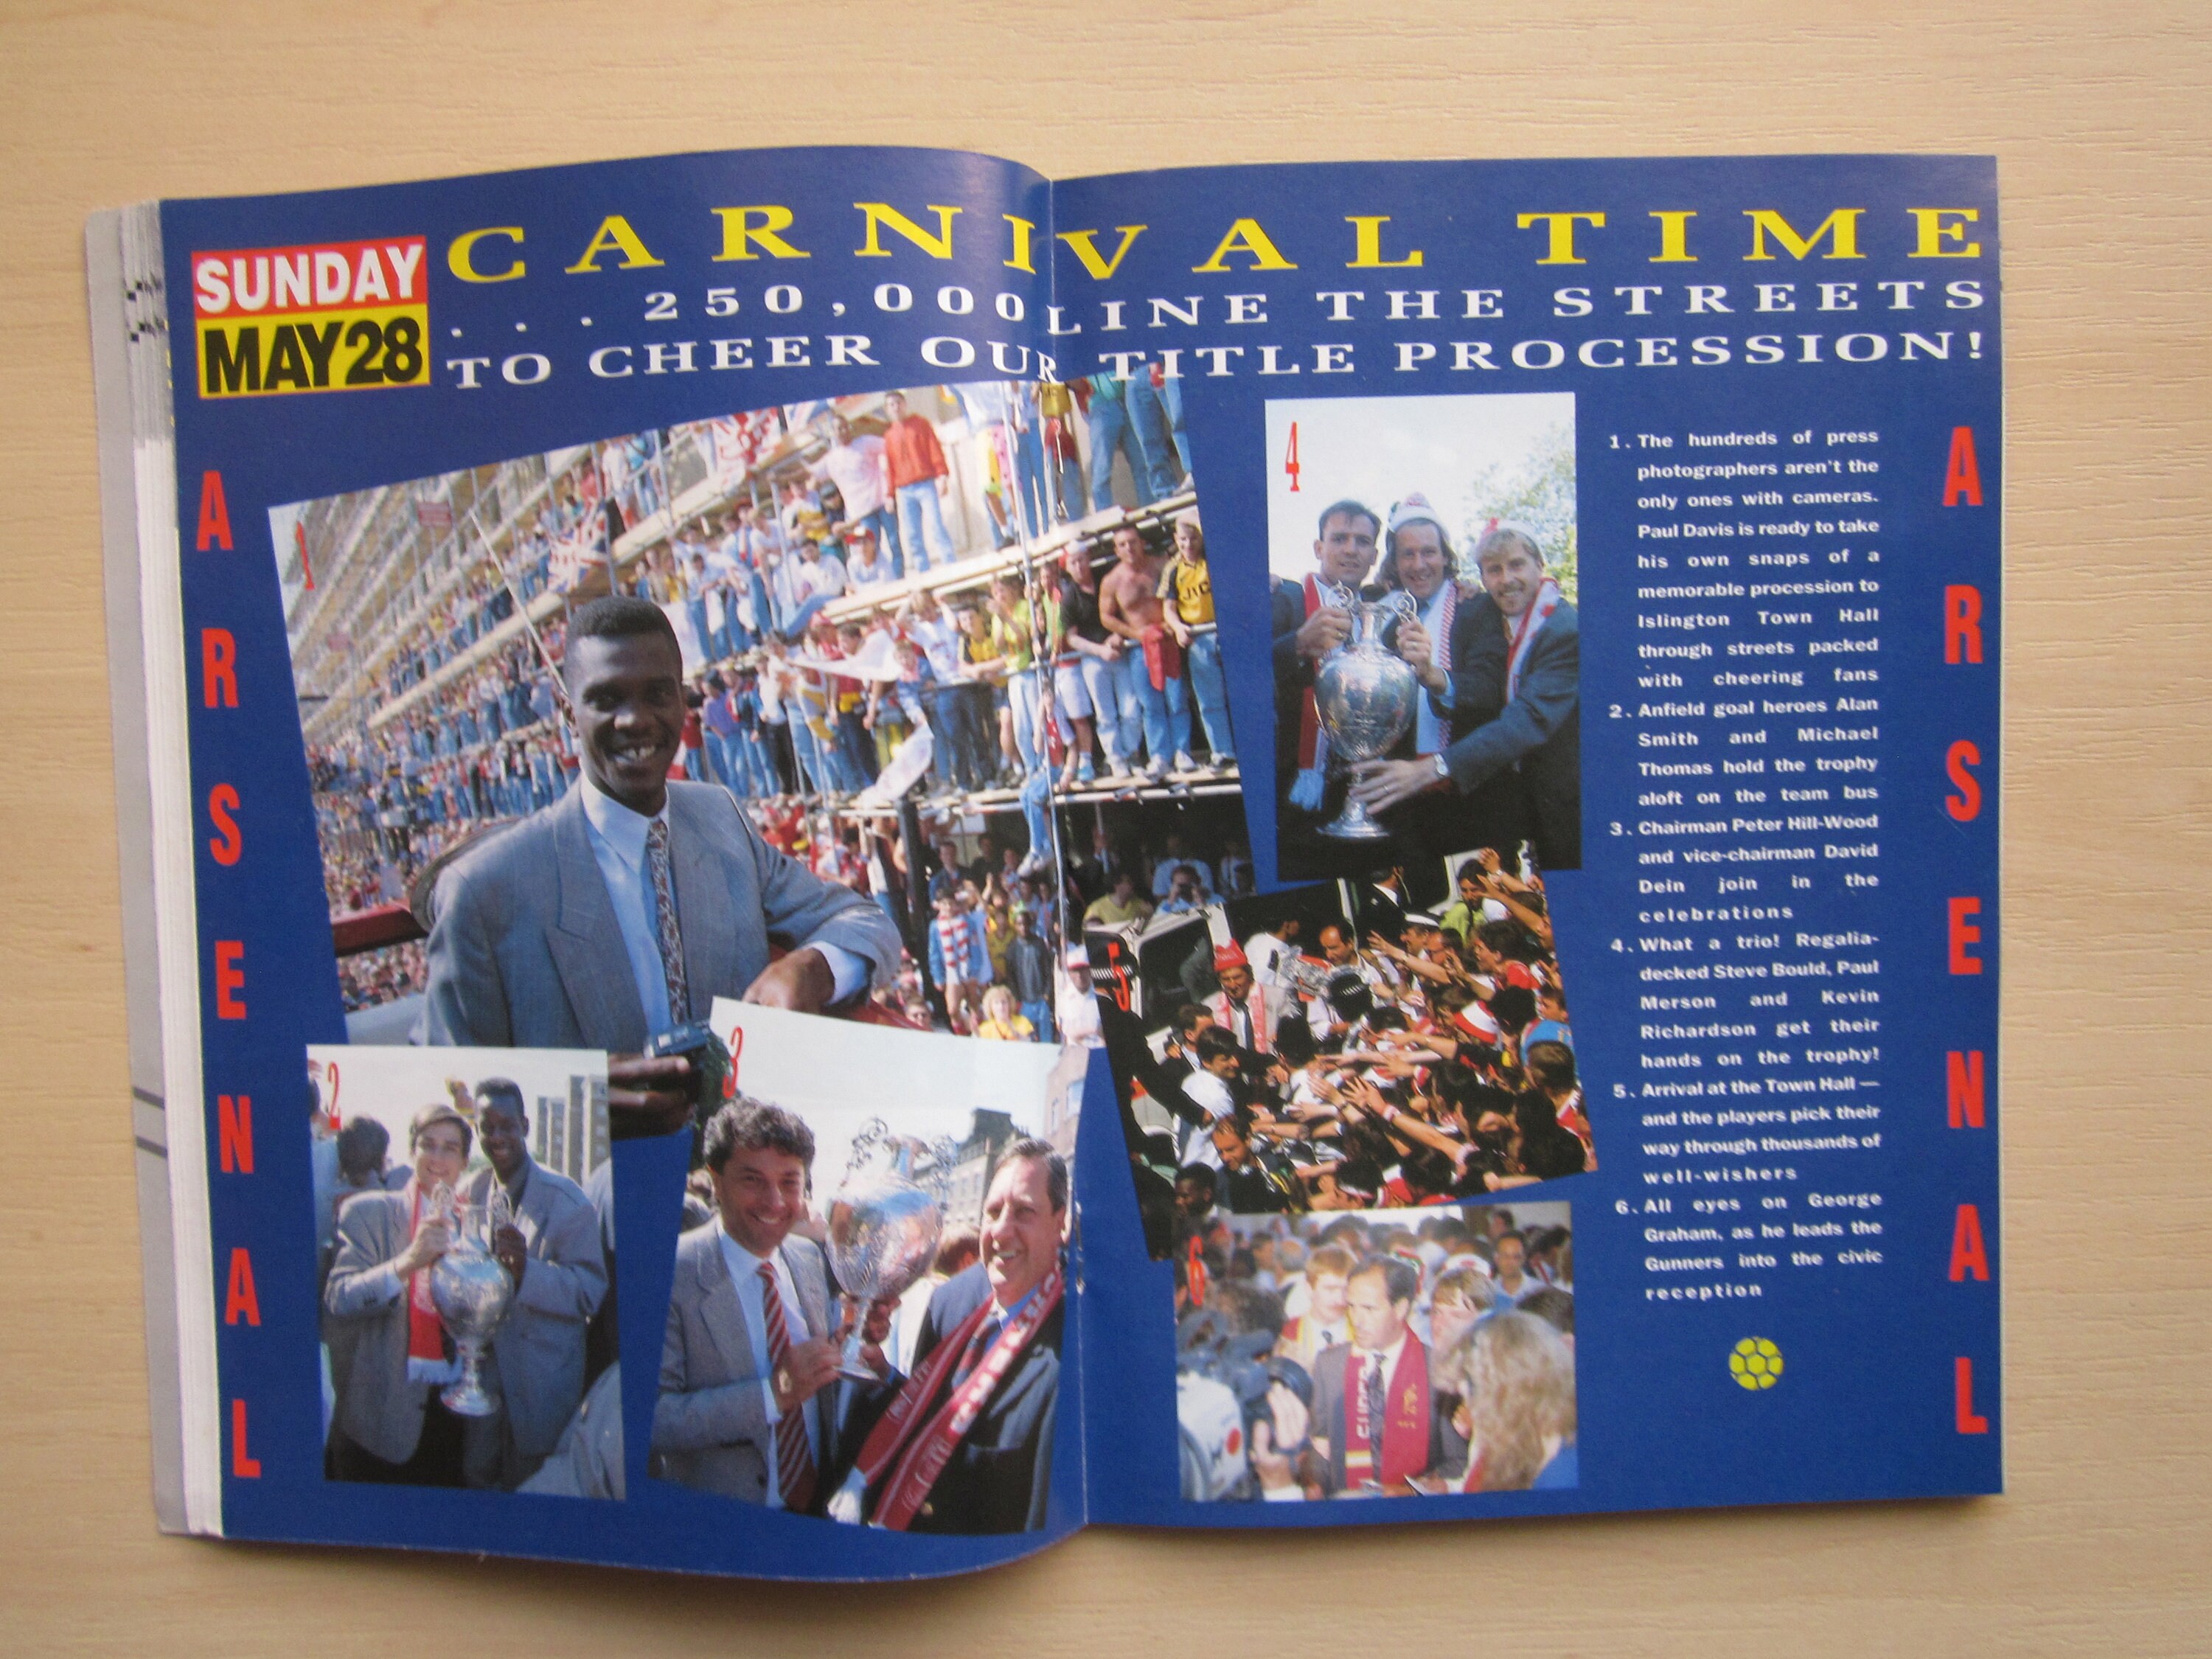 SUNDAY
MAY 28
CARNIVAL TIME
. . . 250,000 LINE THE STREETS
TO CHEER OUR TITLE PROCESSION!
ARSENAL
1
2
3
4
5
6
1. The hundreds of press
photographers aren't the
only ones with cameras.
Paul Davis is ready to take
his own snaps of a
memorable procession to
Islington Town Hall
through streets packed
with cheering fans
2. Anfield goal heroes Alan
Smith and Michael
Thomas hold the trophy
aloft on the team bus
3. Chairman Peter Hill-Wood
and vice-chairman David
Dein join in the
celebrations
4. What a trio! Regalia-
decked Steve Bould, Paul
Merson and Kevin
Richardson get their
hands on the trophy!
5. Arrival at the Town Hall —
and the players pick their
way through thousands of
well-wishers
6. All eyes on George
Graham, as he leads the
Gunners into the civic
reception
ARSENAL
JVC